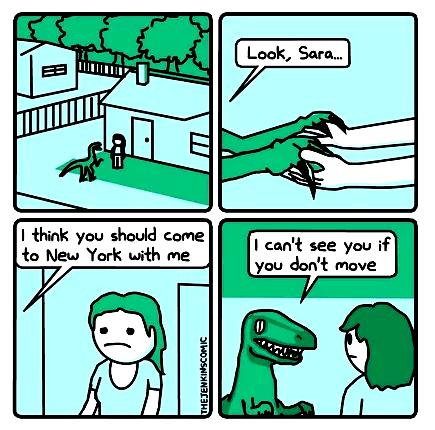 Look, Sara...
I think you should come
to New York with me
THEJENKINSCOMIC
I can't see you if
you don't move